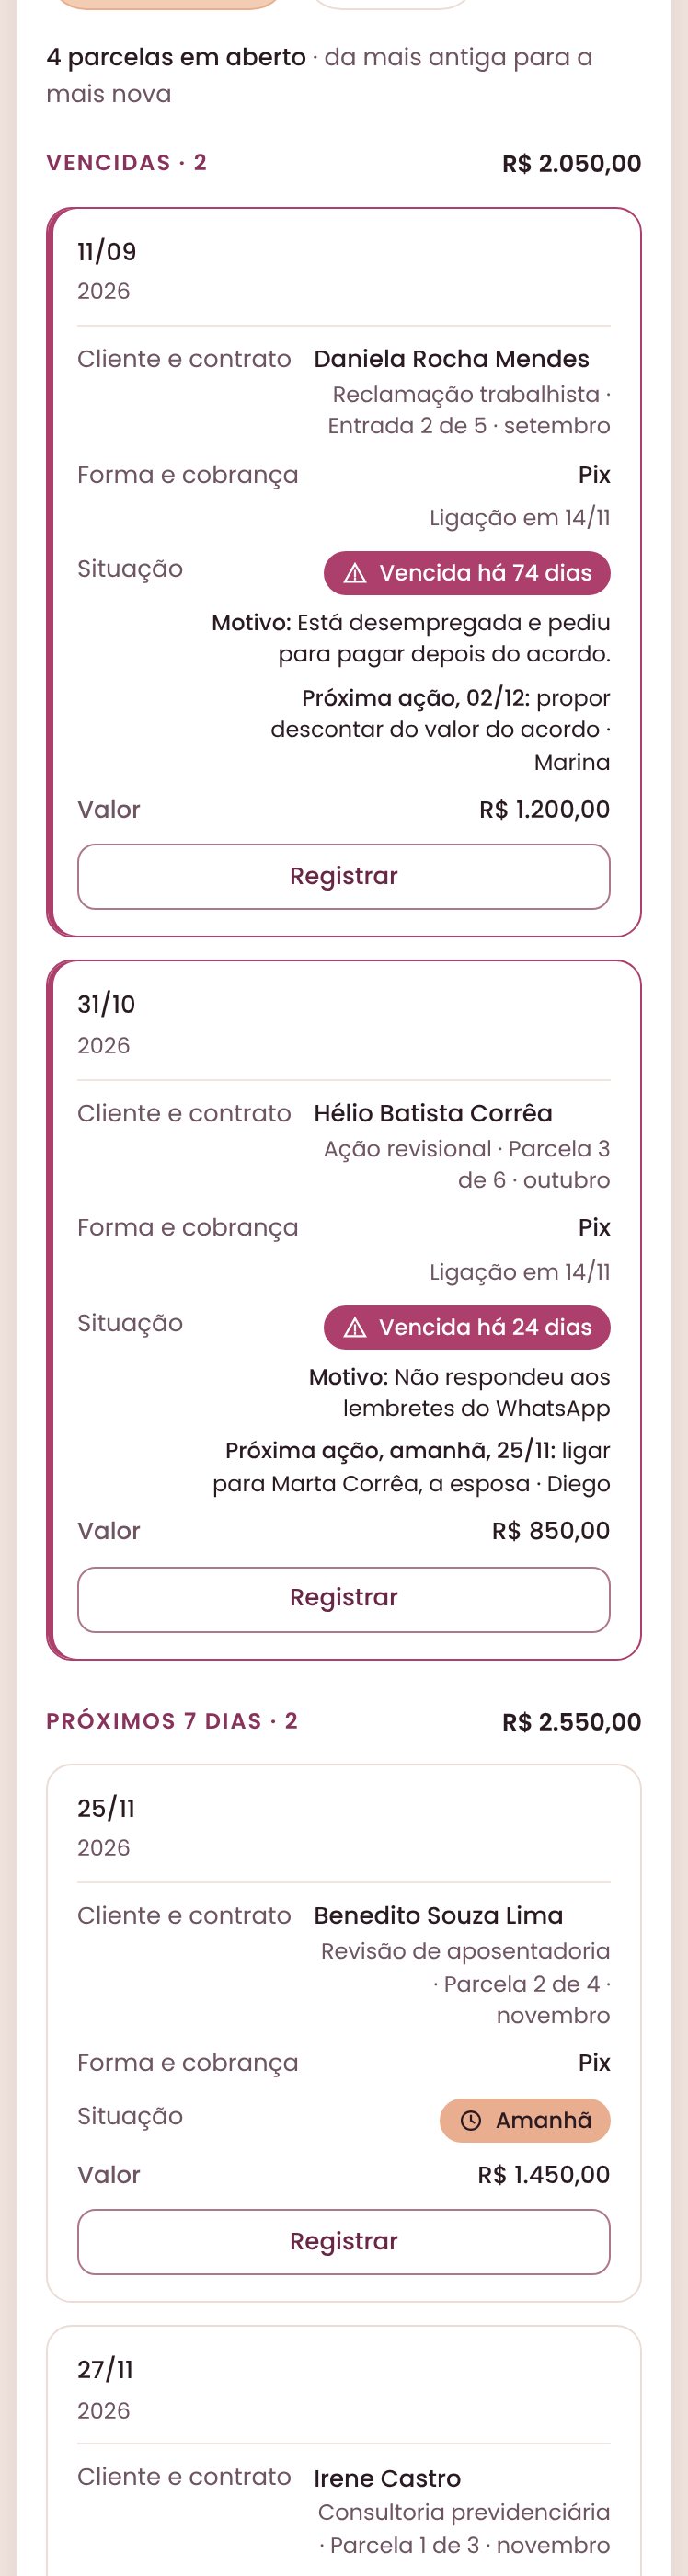 4 parcelas em aberto · da mais antiga para a
mais nova
VENCIDAS · 2 R$ 2.050,00
11/09
2026
Cliente e contrato Daniela Rocha Mendes
Reclamação trabalhista ·
Entrada 2 de 5 · setembro
Forma e cobrança Pix
Ligação em 14/11
Situação Vencida há 74 dias
Motivo: Está desempregada e pediu
para pagar depois do acordo.
Próxima ação, 02/12: propor
descontar do valor do acordo ·
Marina
Valor R$ 1.200,00
Registrar
31/10
2026
Cliente e contrato Hélio Batista Corrêa
Ação revisional · Parcela 3
de 6 · outubro
Forma e cobrança Pix
Ligação em 14/11
Situação Vencida há 24 dias
Motivo: Não respondeu aos
lembretes do WhatsApp
Próxima ação, amanhã, 25/11: ligar
para Marta Corrêa, a esposa · Diego
Valor R$ 850,00
Registrar
PRÓXIMOS 7 DIAS · 2 R$ 2.550,00
25/11
2026
Cliente e contrato Benedito Souza Lima
Revisão de aposentadoria
· Parcela 2 de 4 ·
novembro
Forma e cobrança Pix
Situação Amanhã
Valor R$ 1.450,00
Registrar
27/11
2026
Cliente e contrato Irene Castro
Consultoria previdenciária
· Parcela 1 de 3 · novembro